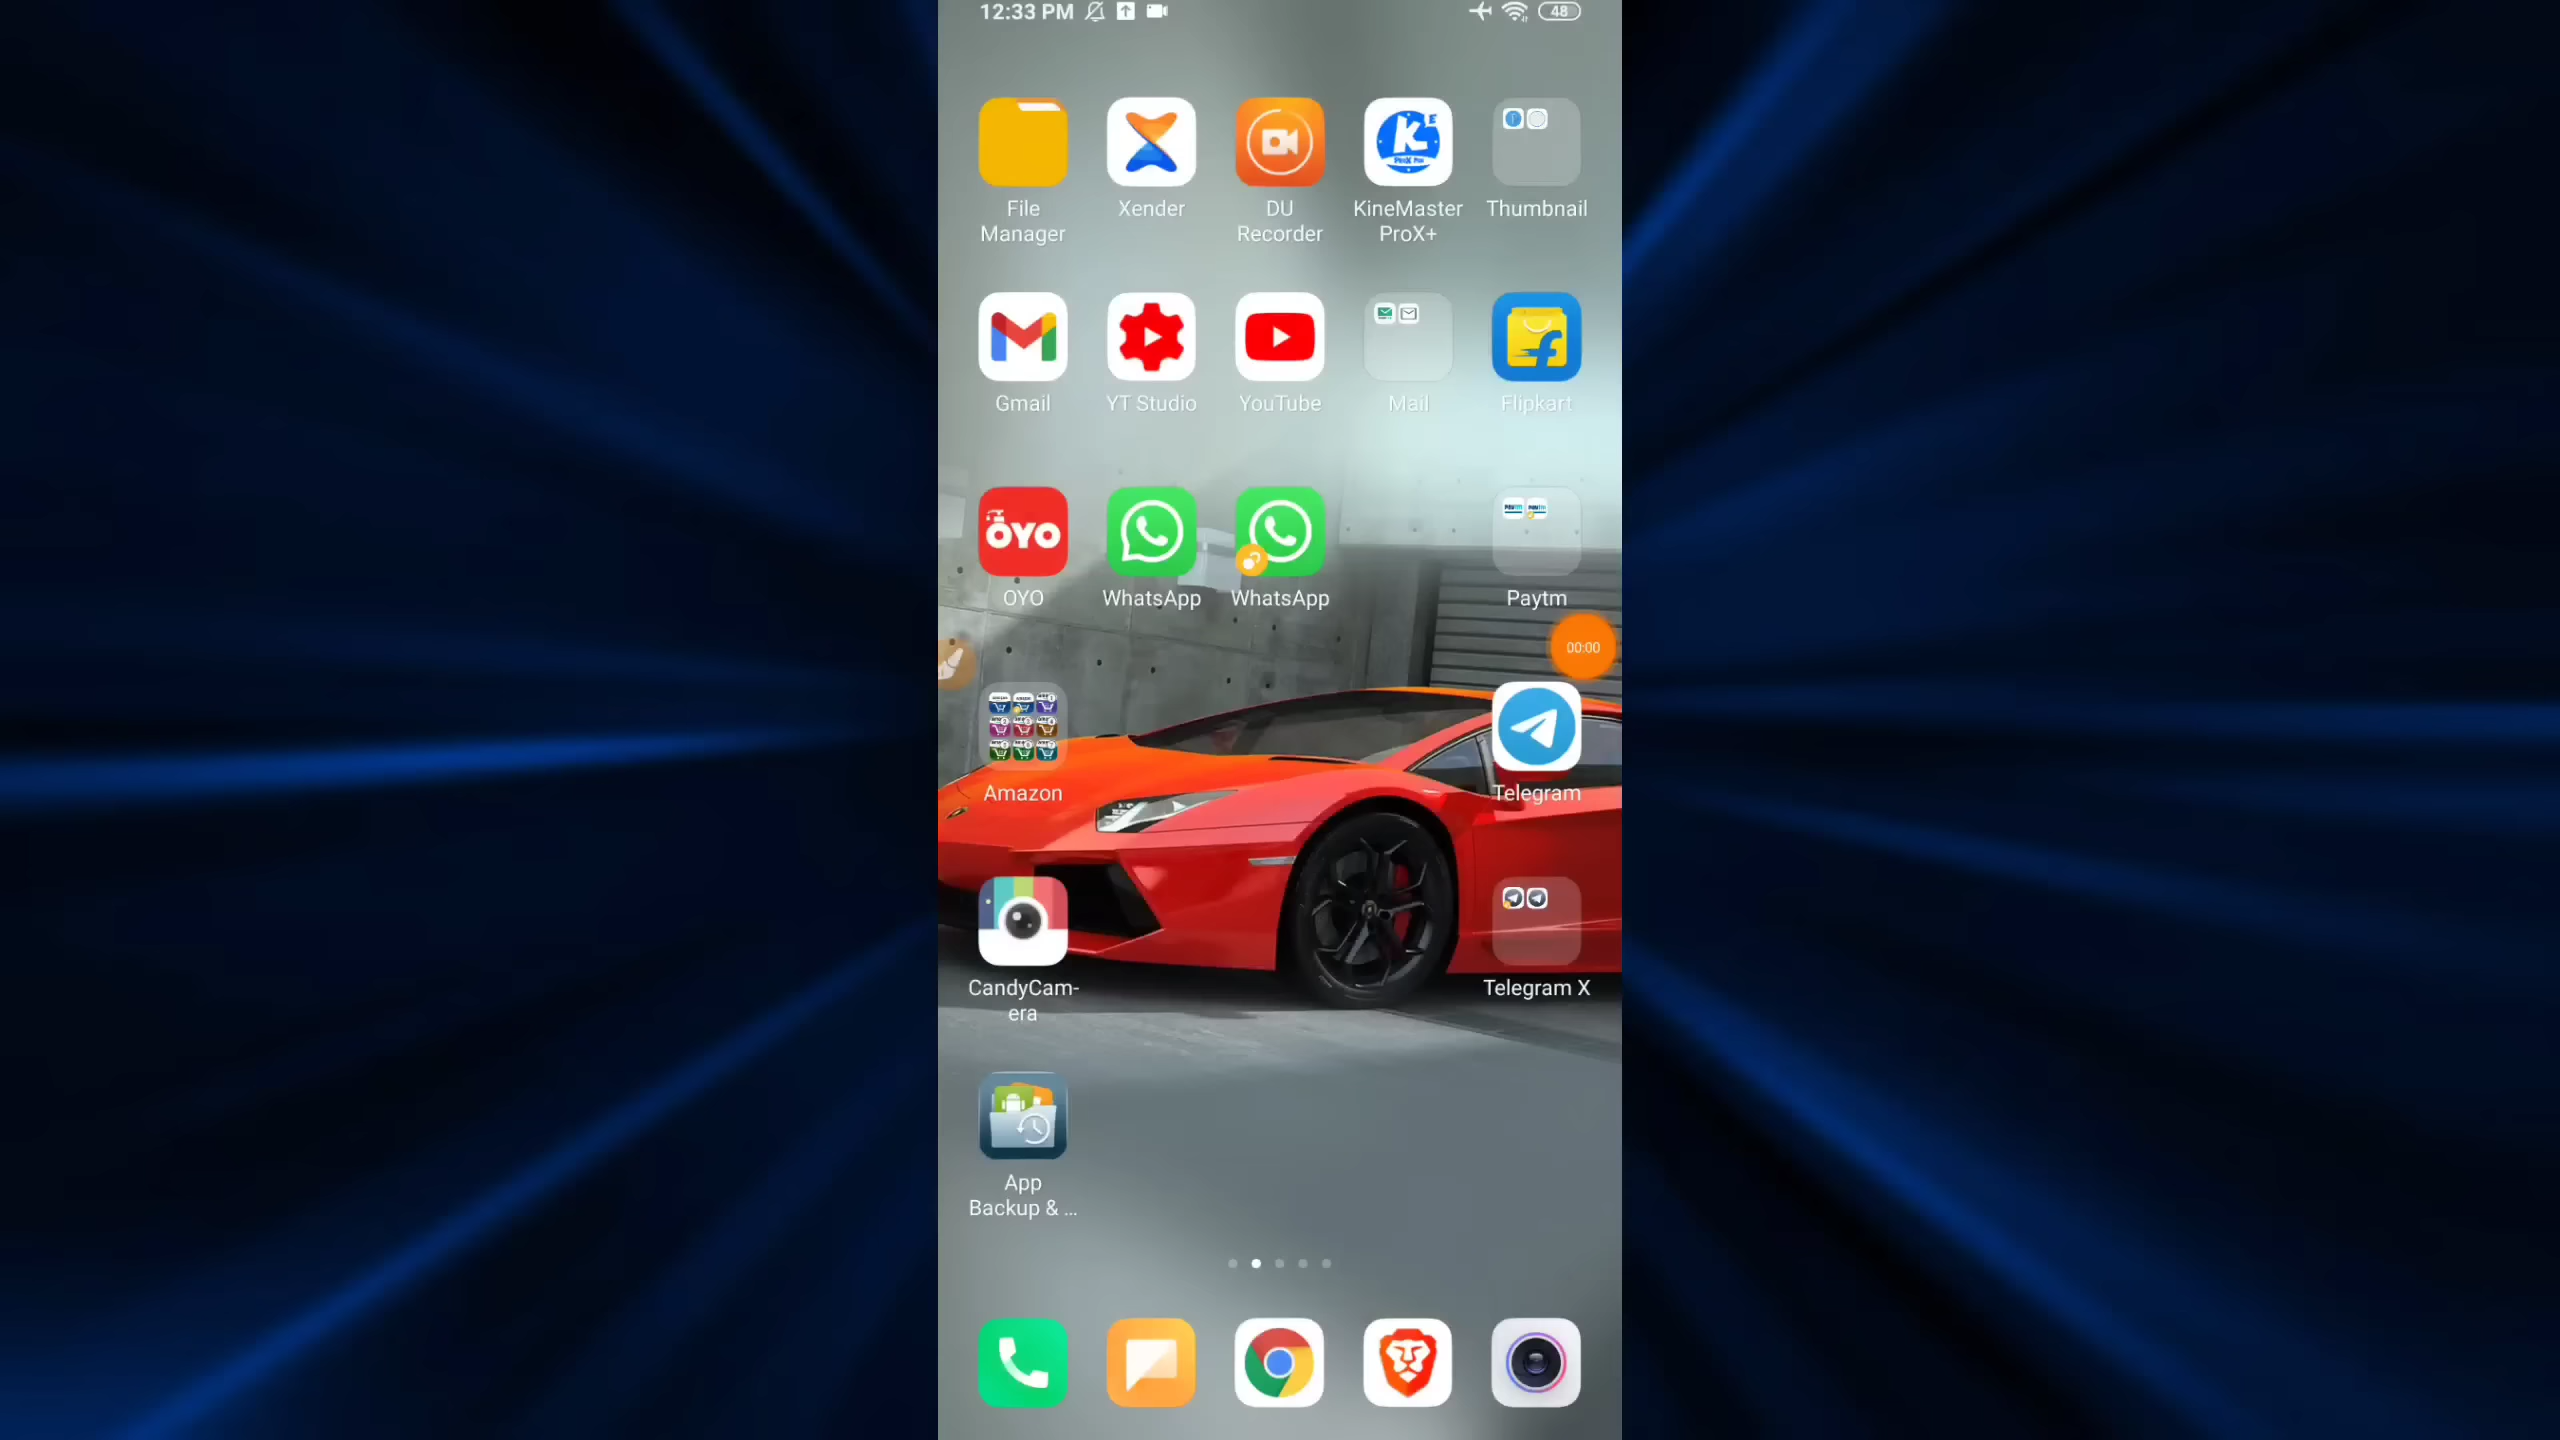 12:33 PM
48
File
Manager
Xender
DU
Recorder
KineMaster
ProX+
Thumbnail
Gmail
YT Studio
YouTube
Mail
Flipkart
OYO
OYO
WhatsApp
WhatsApp
Paytm
00:00
Amazon
Telegram
CandyCam-
era
Telegram X
App
Backup & ...